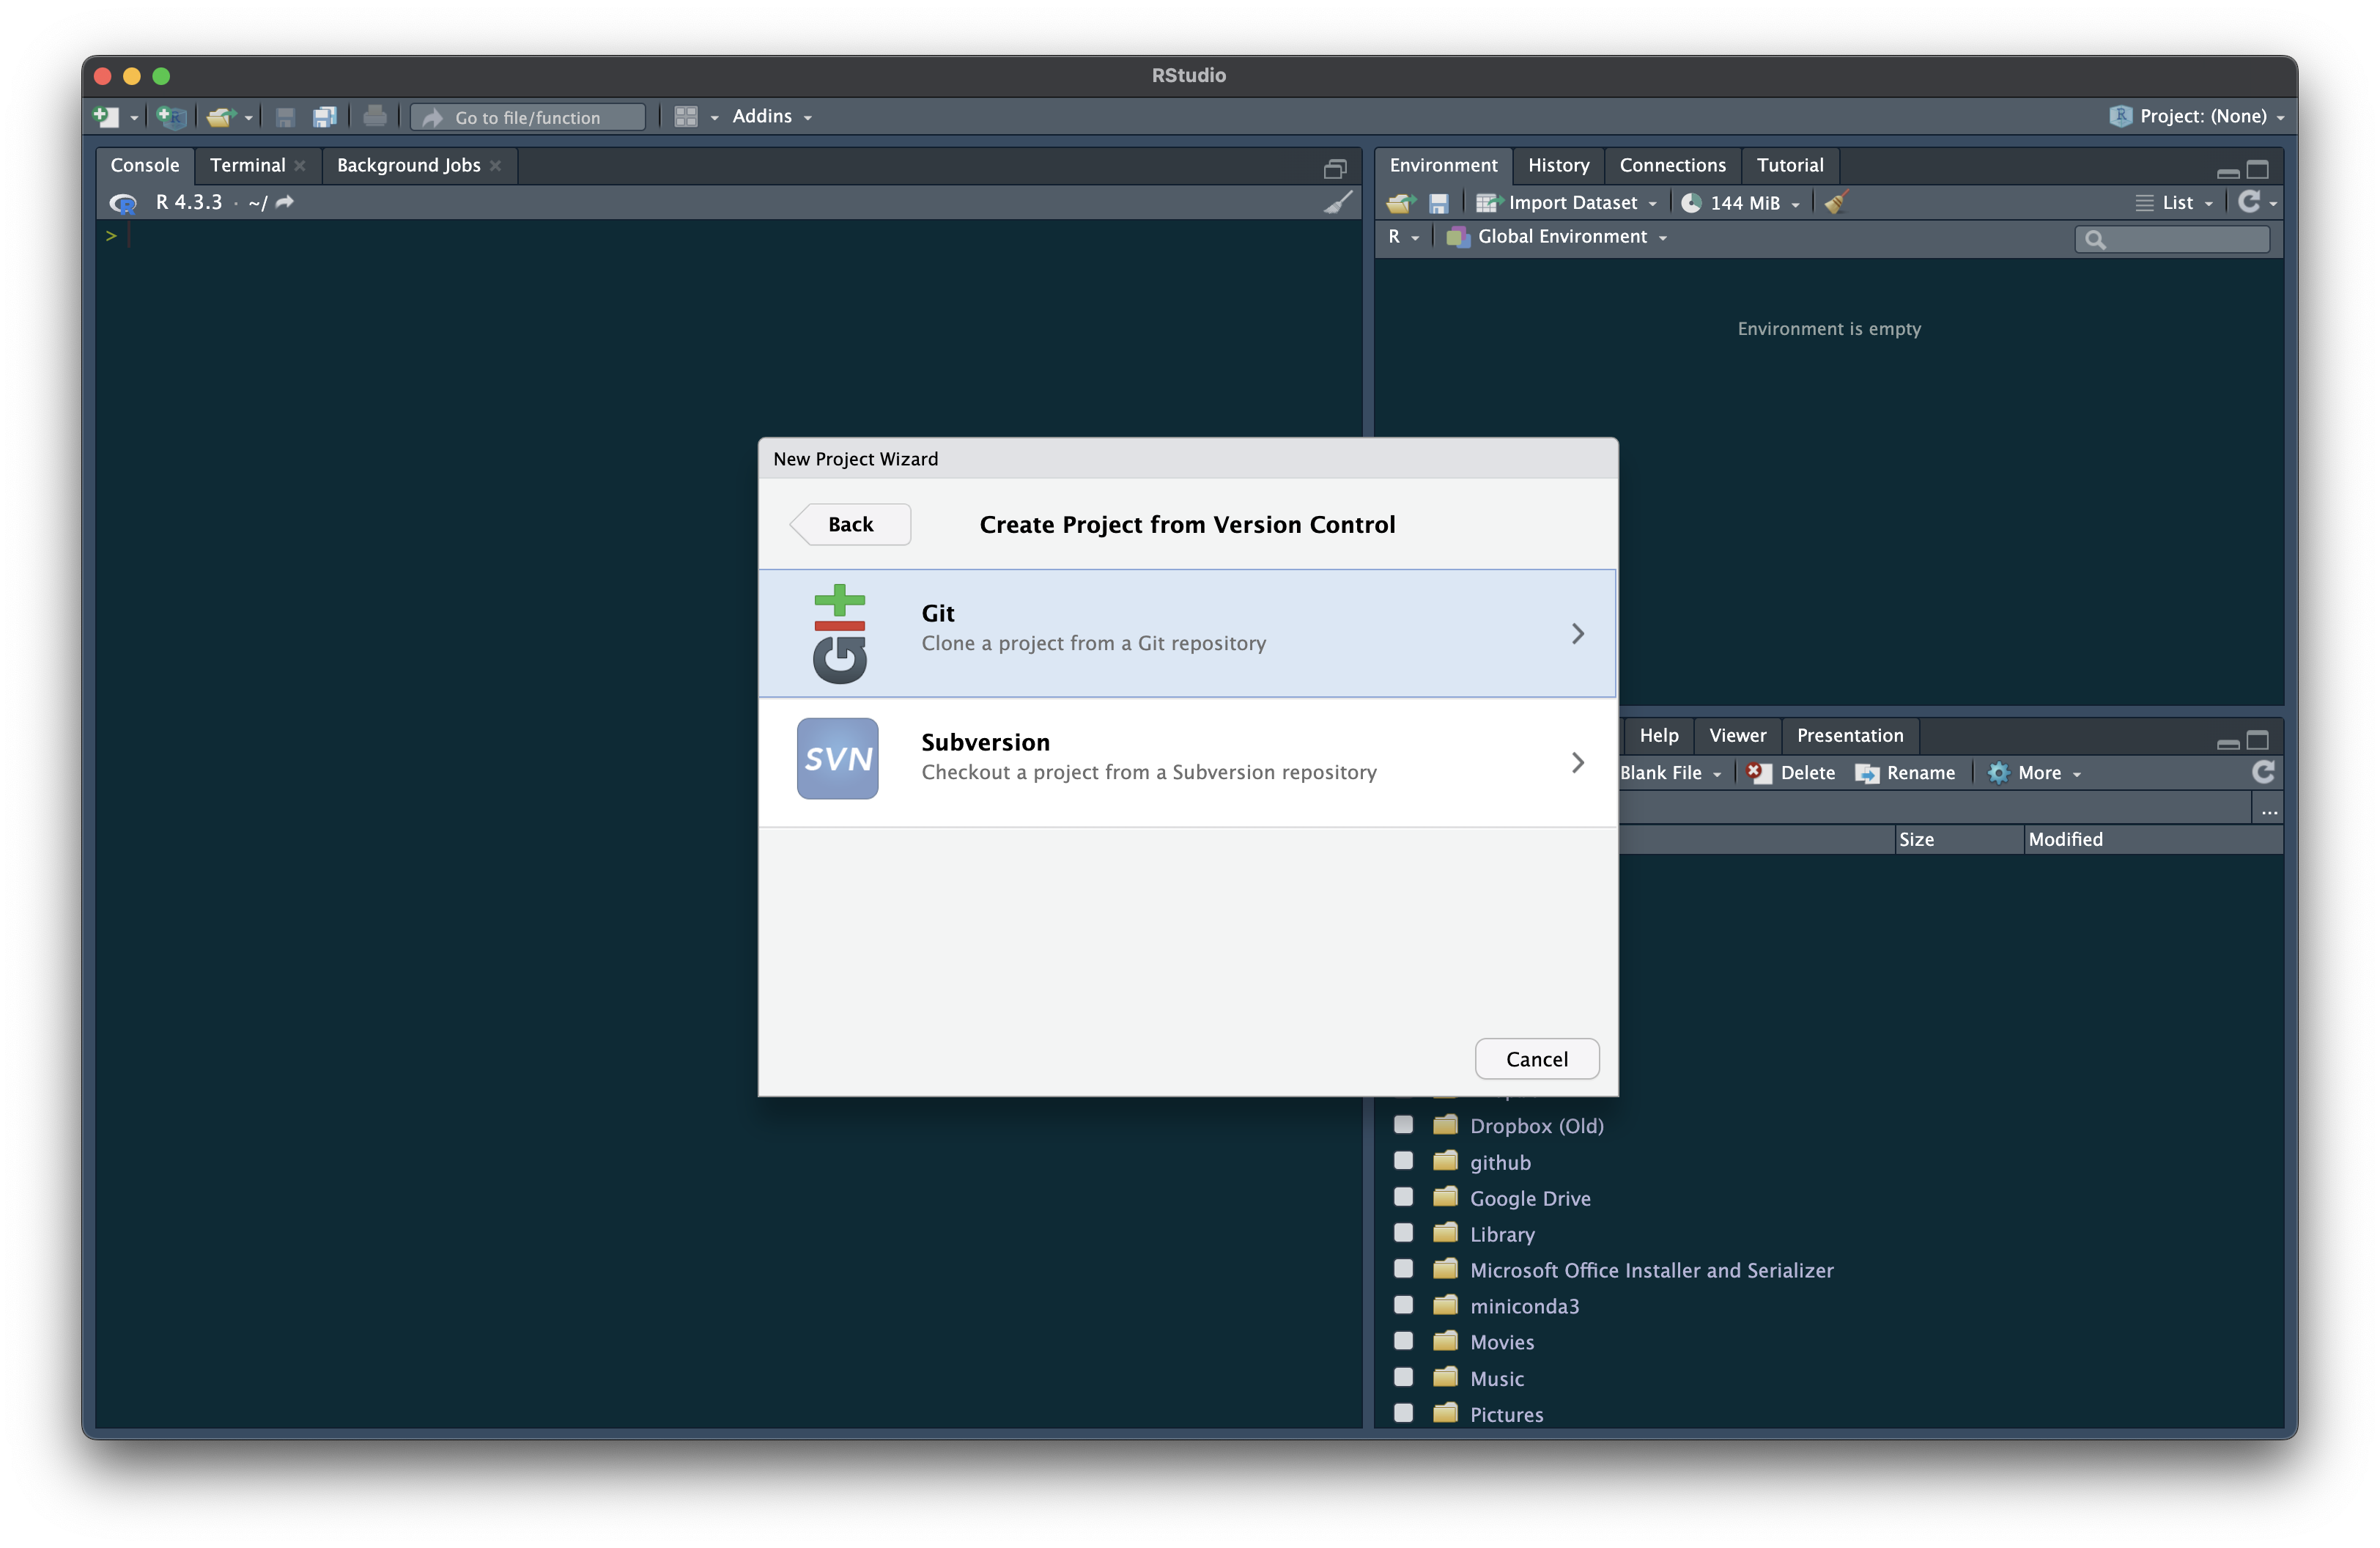 RStudio
Go to file/function
Addins
Project: (None)
Console
Terminal
Background Jobs
R 4.3.3 · ~/
>
Environment
History
Connections
Tutorial
Import Dataset
144 MiB
List
R
Global Environment
Environment is empty
New Project Wizard
Back
Create Project from Version Control
Git
Git
Clone a project from a Git repository
SVN
Subversion
Checkout a project from a Subversion repository
Cancel
Help
Viewer
Presentation
Blank File
Delete
Rename
More
...
Size
Modified
Dropbox (Old)
github
Google Drive
Library
Microsoft Office Installer and Serializer
miniconda3
Movies
Music
Pictures